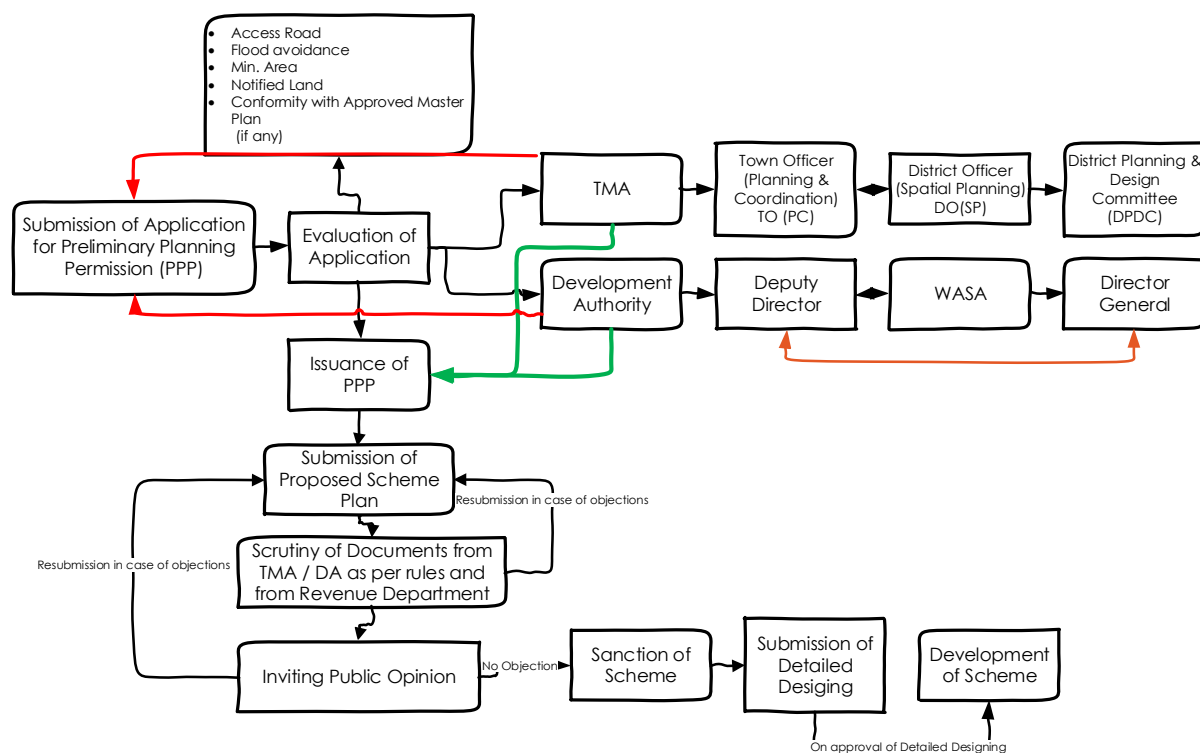 • Access Road
• Flood avoidance
• Min. Area
• Notified Land
• Conformity with Approved Master
Plan
(if any)
Submission of Application
for Preliminary Planning
Permission (PPP)
Evaluation of
Application
TMA
Town Officer
(Planning &
Coordination)
TO (PC)
District Officer
(Spatial Planning)
DO(SP)
District Planning &
Design
Committee
(DPDC)
Development
Authority
Deputy
Director
WASA
Director
General
Issuance of
PPP
Submission of
Proposed Scheme
Plan
Resubmission in case of objections
Scrutiny of Documents from
TMA / DA as per rules and
from Revenue Department
Resubmission in case of objections
Inviting Public Opinion
No Objection
Sanction of
Scheme
Submission of
Detailed
Desiging
Development
of Scheme
On approval of Detailed Designing